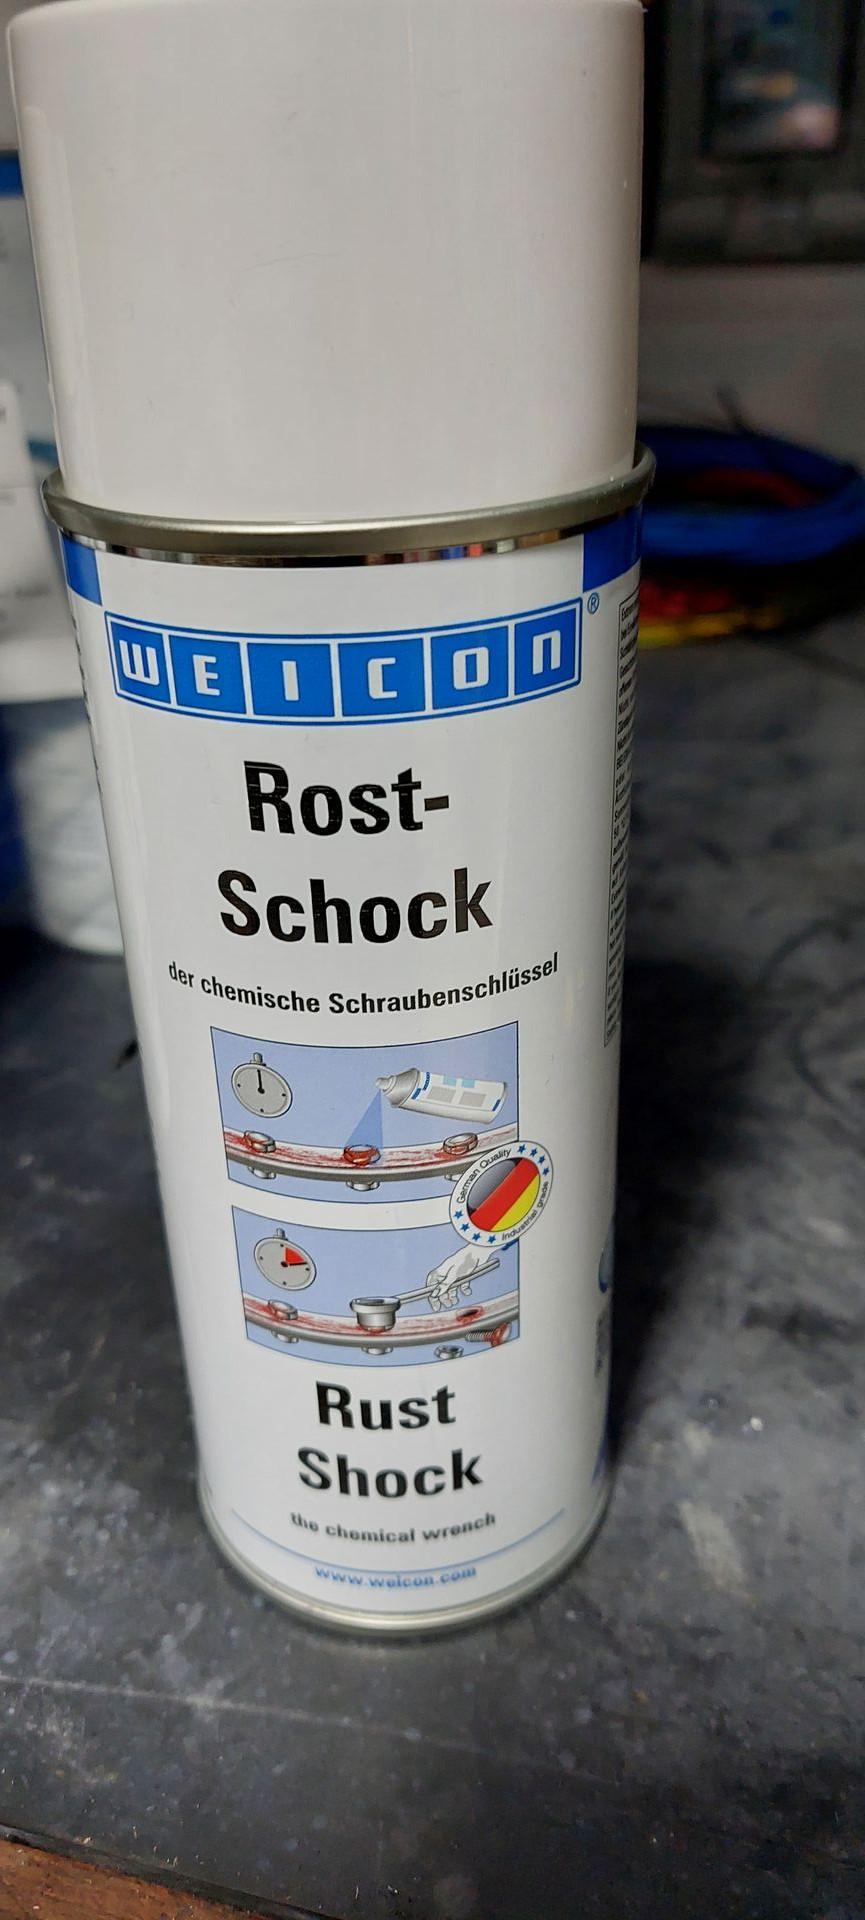 WEICON®
Rost-
Schock
der chemische Schraubenschlüssel
German Quality
Industrial grade
Rust
Shock
the chemical wrench
www.weicon.com